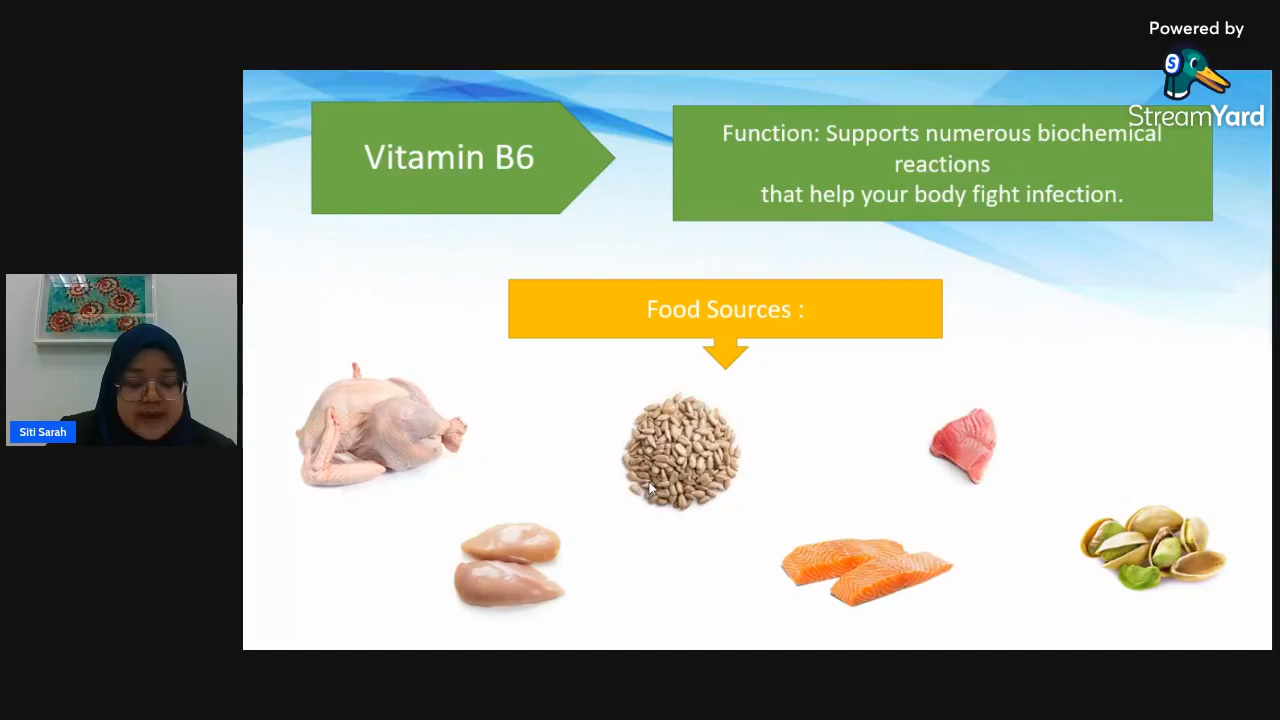 Powered by
StreamYard
Vitamin B6
Function: Supports numerous biochemical
reactions
that help your body fight infection.
Food Sources :
Siti Sarah